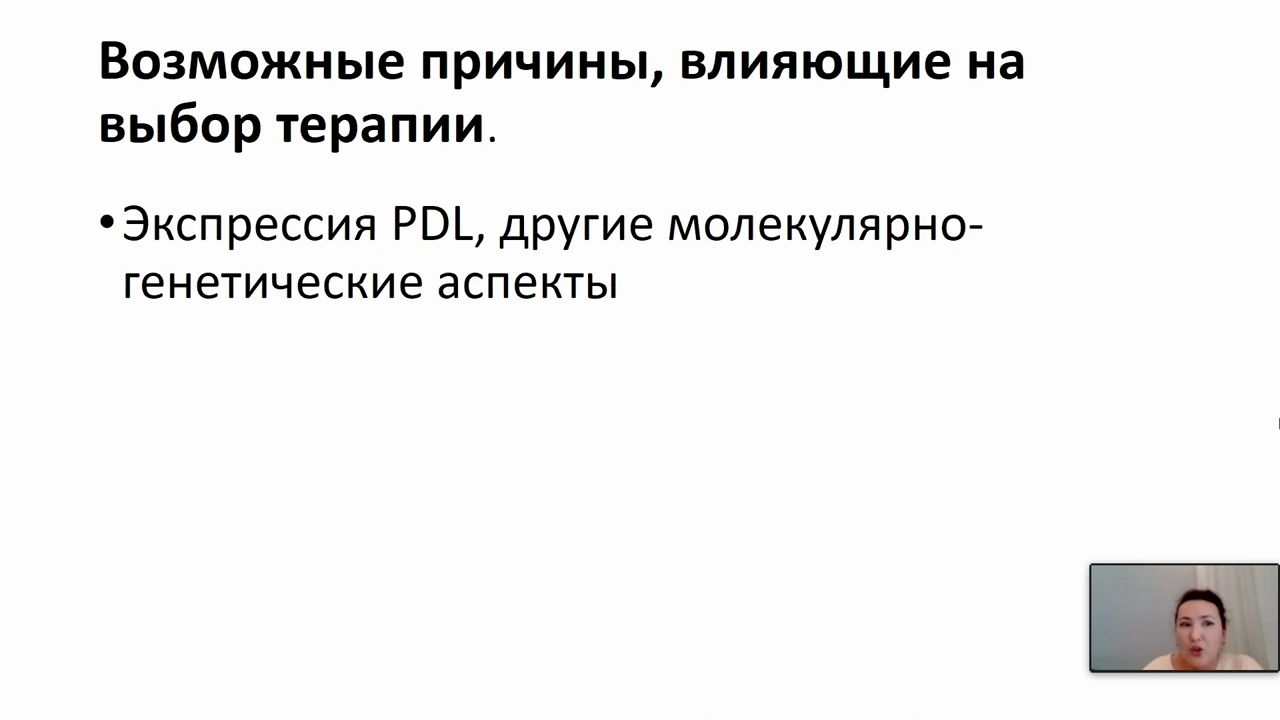 Возможные причины, влияющие на
выбор терапии.
•Экспрессия PDL, другие молекулярно-
генетические аспекты